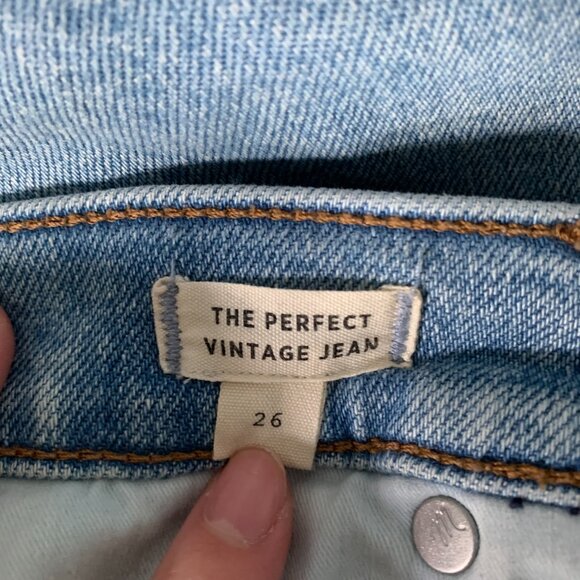 THE PERFECT
VINTAGE JEAN
26